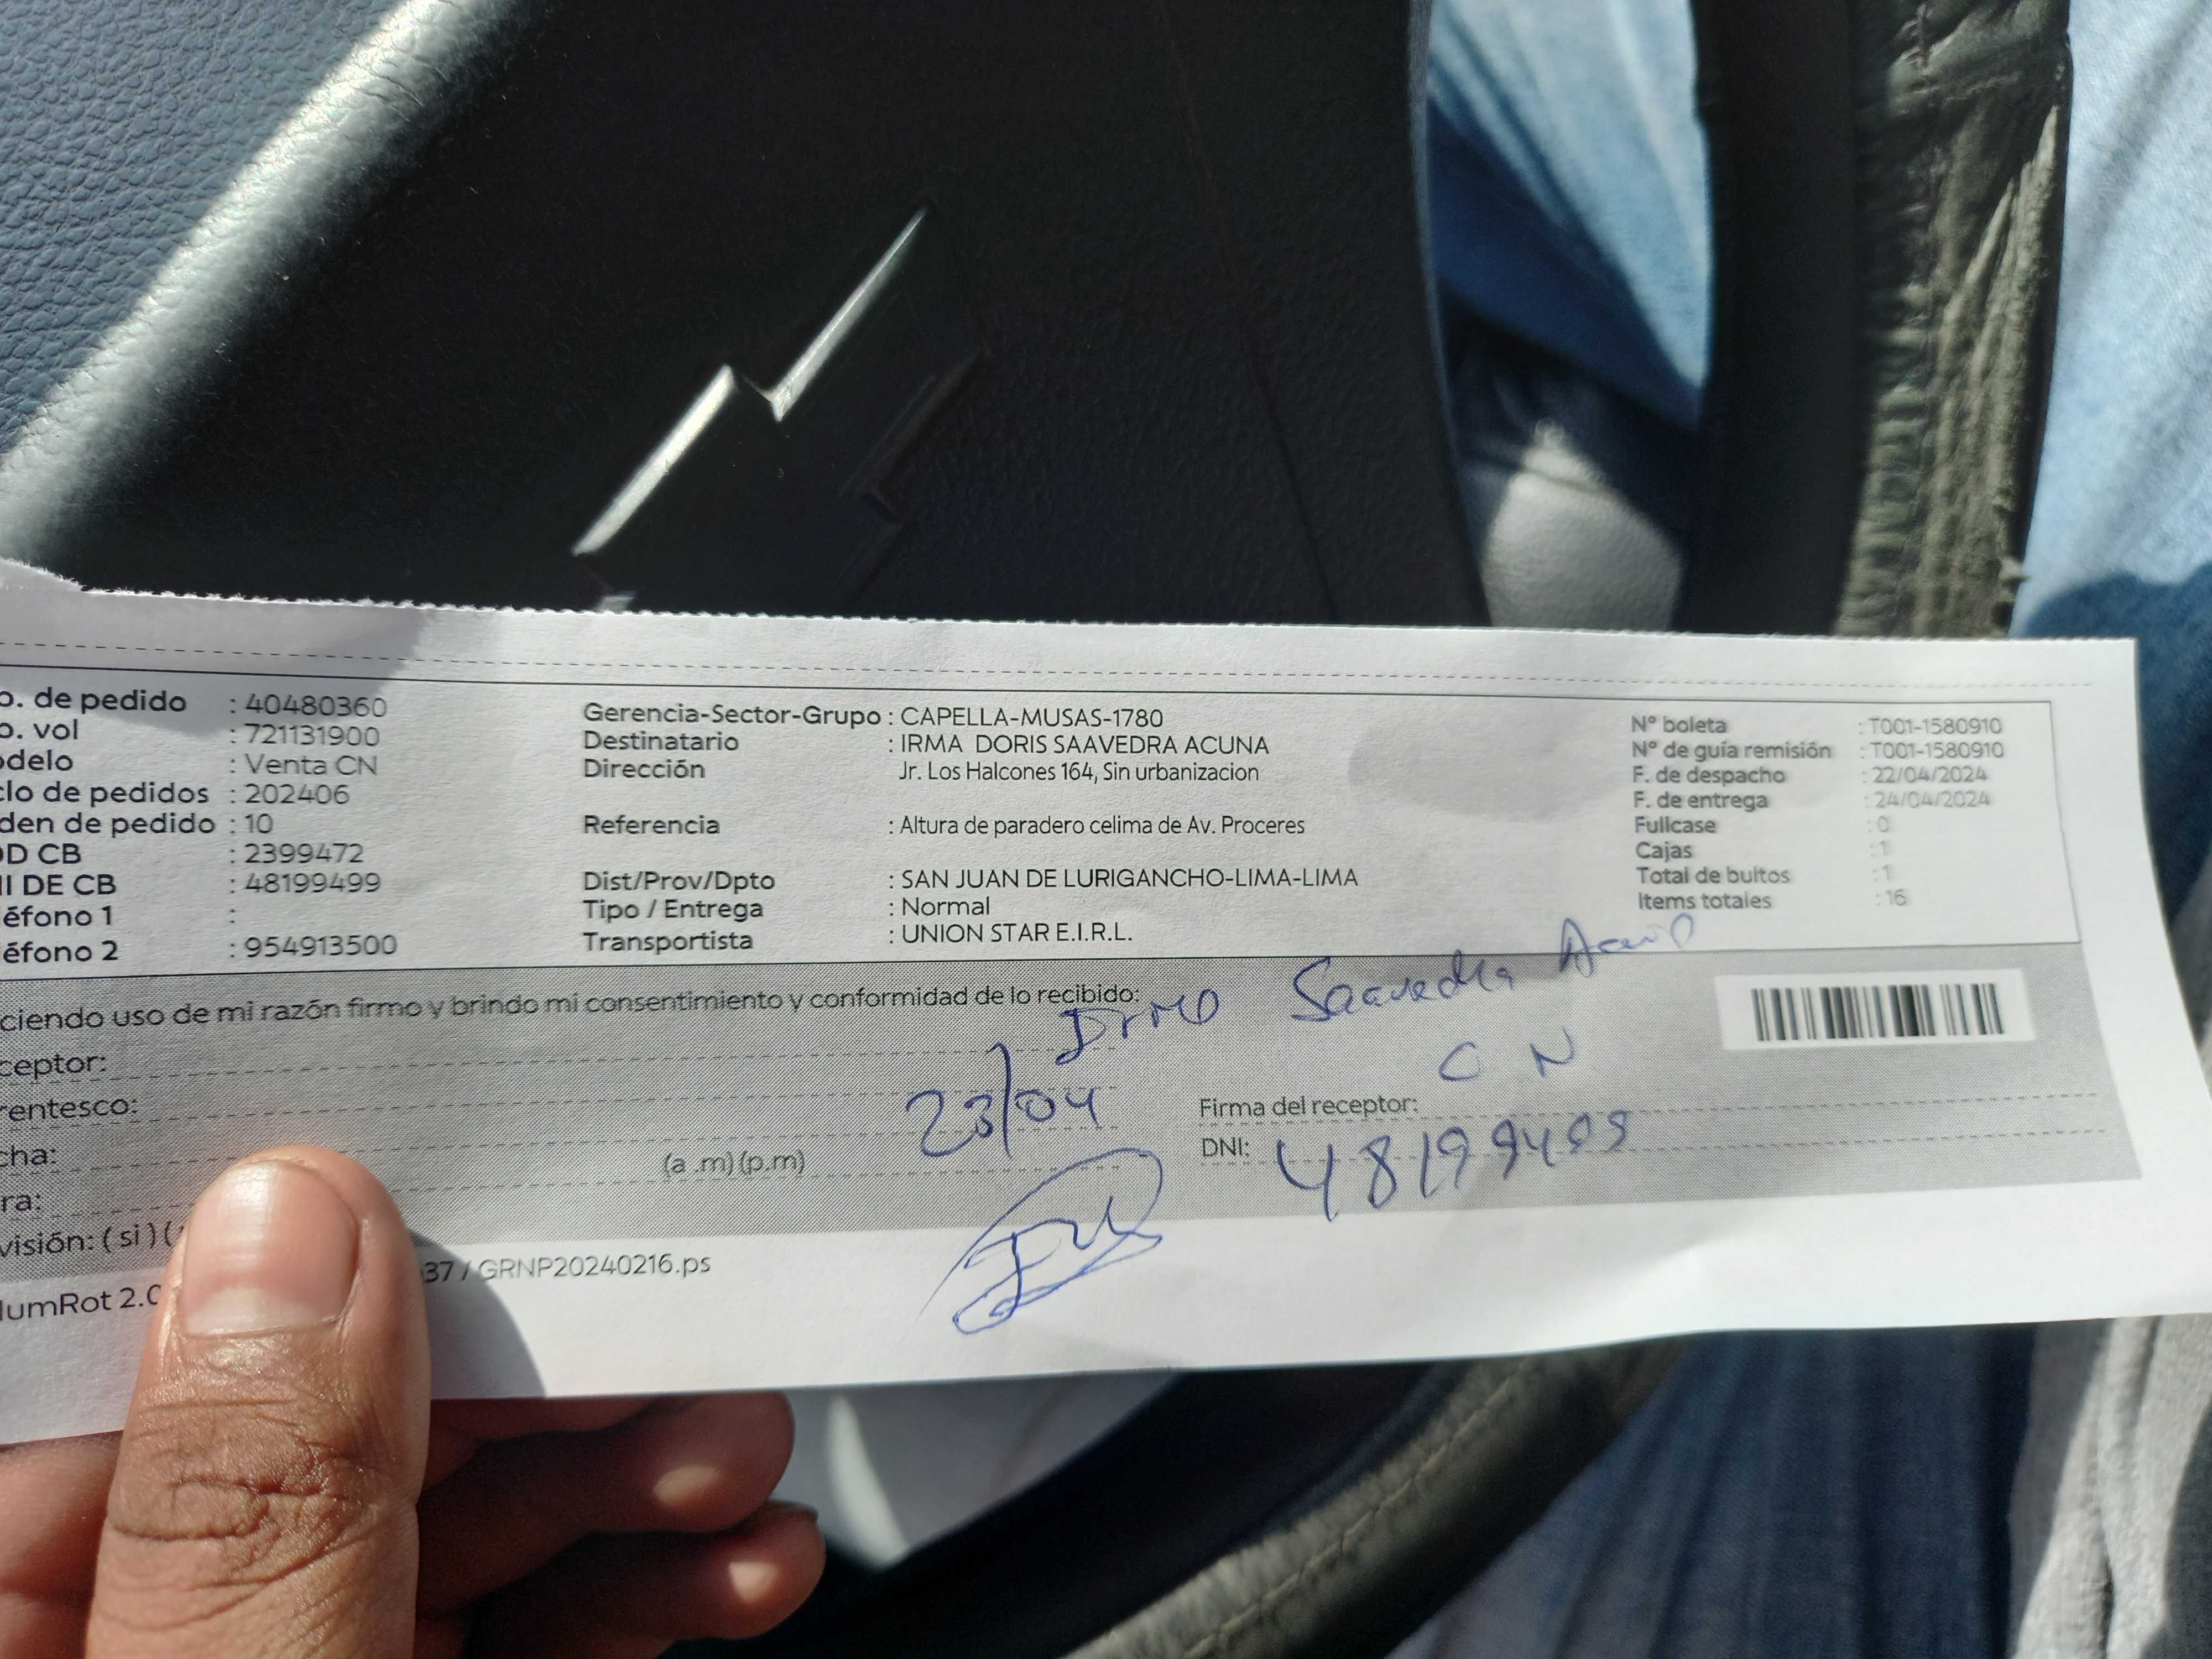 o. de pedido : 40480360
o. vol : 721131900
odelo : Venta CN
clo de pedidos : 202406
den de pedido : 10
OD CB : 2399472
NI DE CB : 48199499
léfono 1 :
léfono 2 : 954913500
Gerencia-Sector-Grupo : CAPELLA-MUSAS-1780
Destinatario : IRMA DORIS SAAVEDRA ACUNA
Dirección Jr. Los Halcones 164, Sin urbanizacion
Referencia : Altura de paradero celima de Av. Proceres
Dist/Prov/Dpto : SAN JUAN DE LURIGANCHO-LIMA-LIMA
Tipo / Entrega : Normal
Transportista : UNION STAR E.I.R.L.
N° boleta : T001-1580910
N° de guía remisión : T001-1580910
F. de despacho : 22/04/2024
F. de entrega : 24/04/2024
Fullcase : 0
Cajas : 1
Total de bultos : 1
Items totales : 16
ciendo uso de mi razón firmo y brindo mi consentimiento y conformidad de lo recibido:
Irma Saavedra Acuña
ceptor:
C N
rentesco:
23/04
Firma del receptor:
cha:
(a .m) (p.m)
DNI: 48199499
ra:
visión: ( si ) (
lumRot 2.0
37 / GRNP20240216.ps